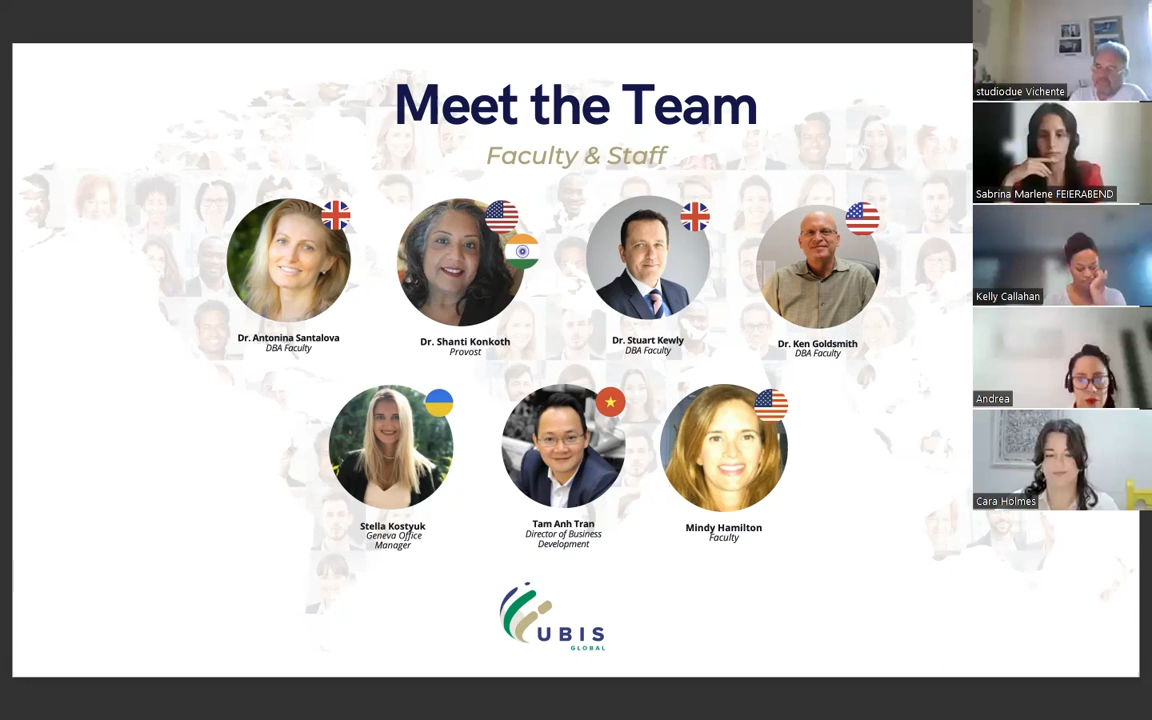 Meet the Team
Faculty & Staff
Dr. Antonina Santalova
DBA Faculty
Dr. Shanti Konkoth
Provost
Dr. Stuart Kewly
DBA Faculty
Dr. Ken Goldsmith
DBA Faculty
Stella Kostyuk
Geneva Office
Manager
Tam Anh Tran
Director of Business
Development
Mindy Hamilton
Faculty
UBIS
GLOBAL
studiodue Vichente
Sabrina Marlene FEIERABEND
Kelly Callahan
Andrea
Cara Holmes